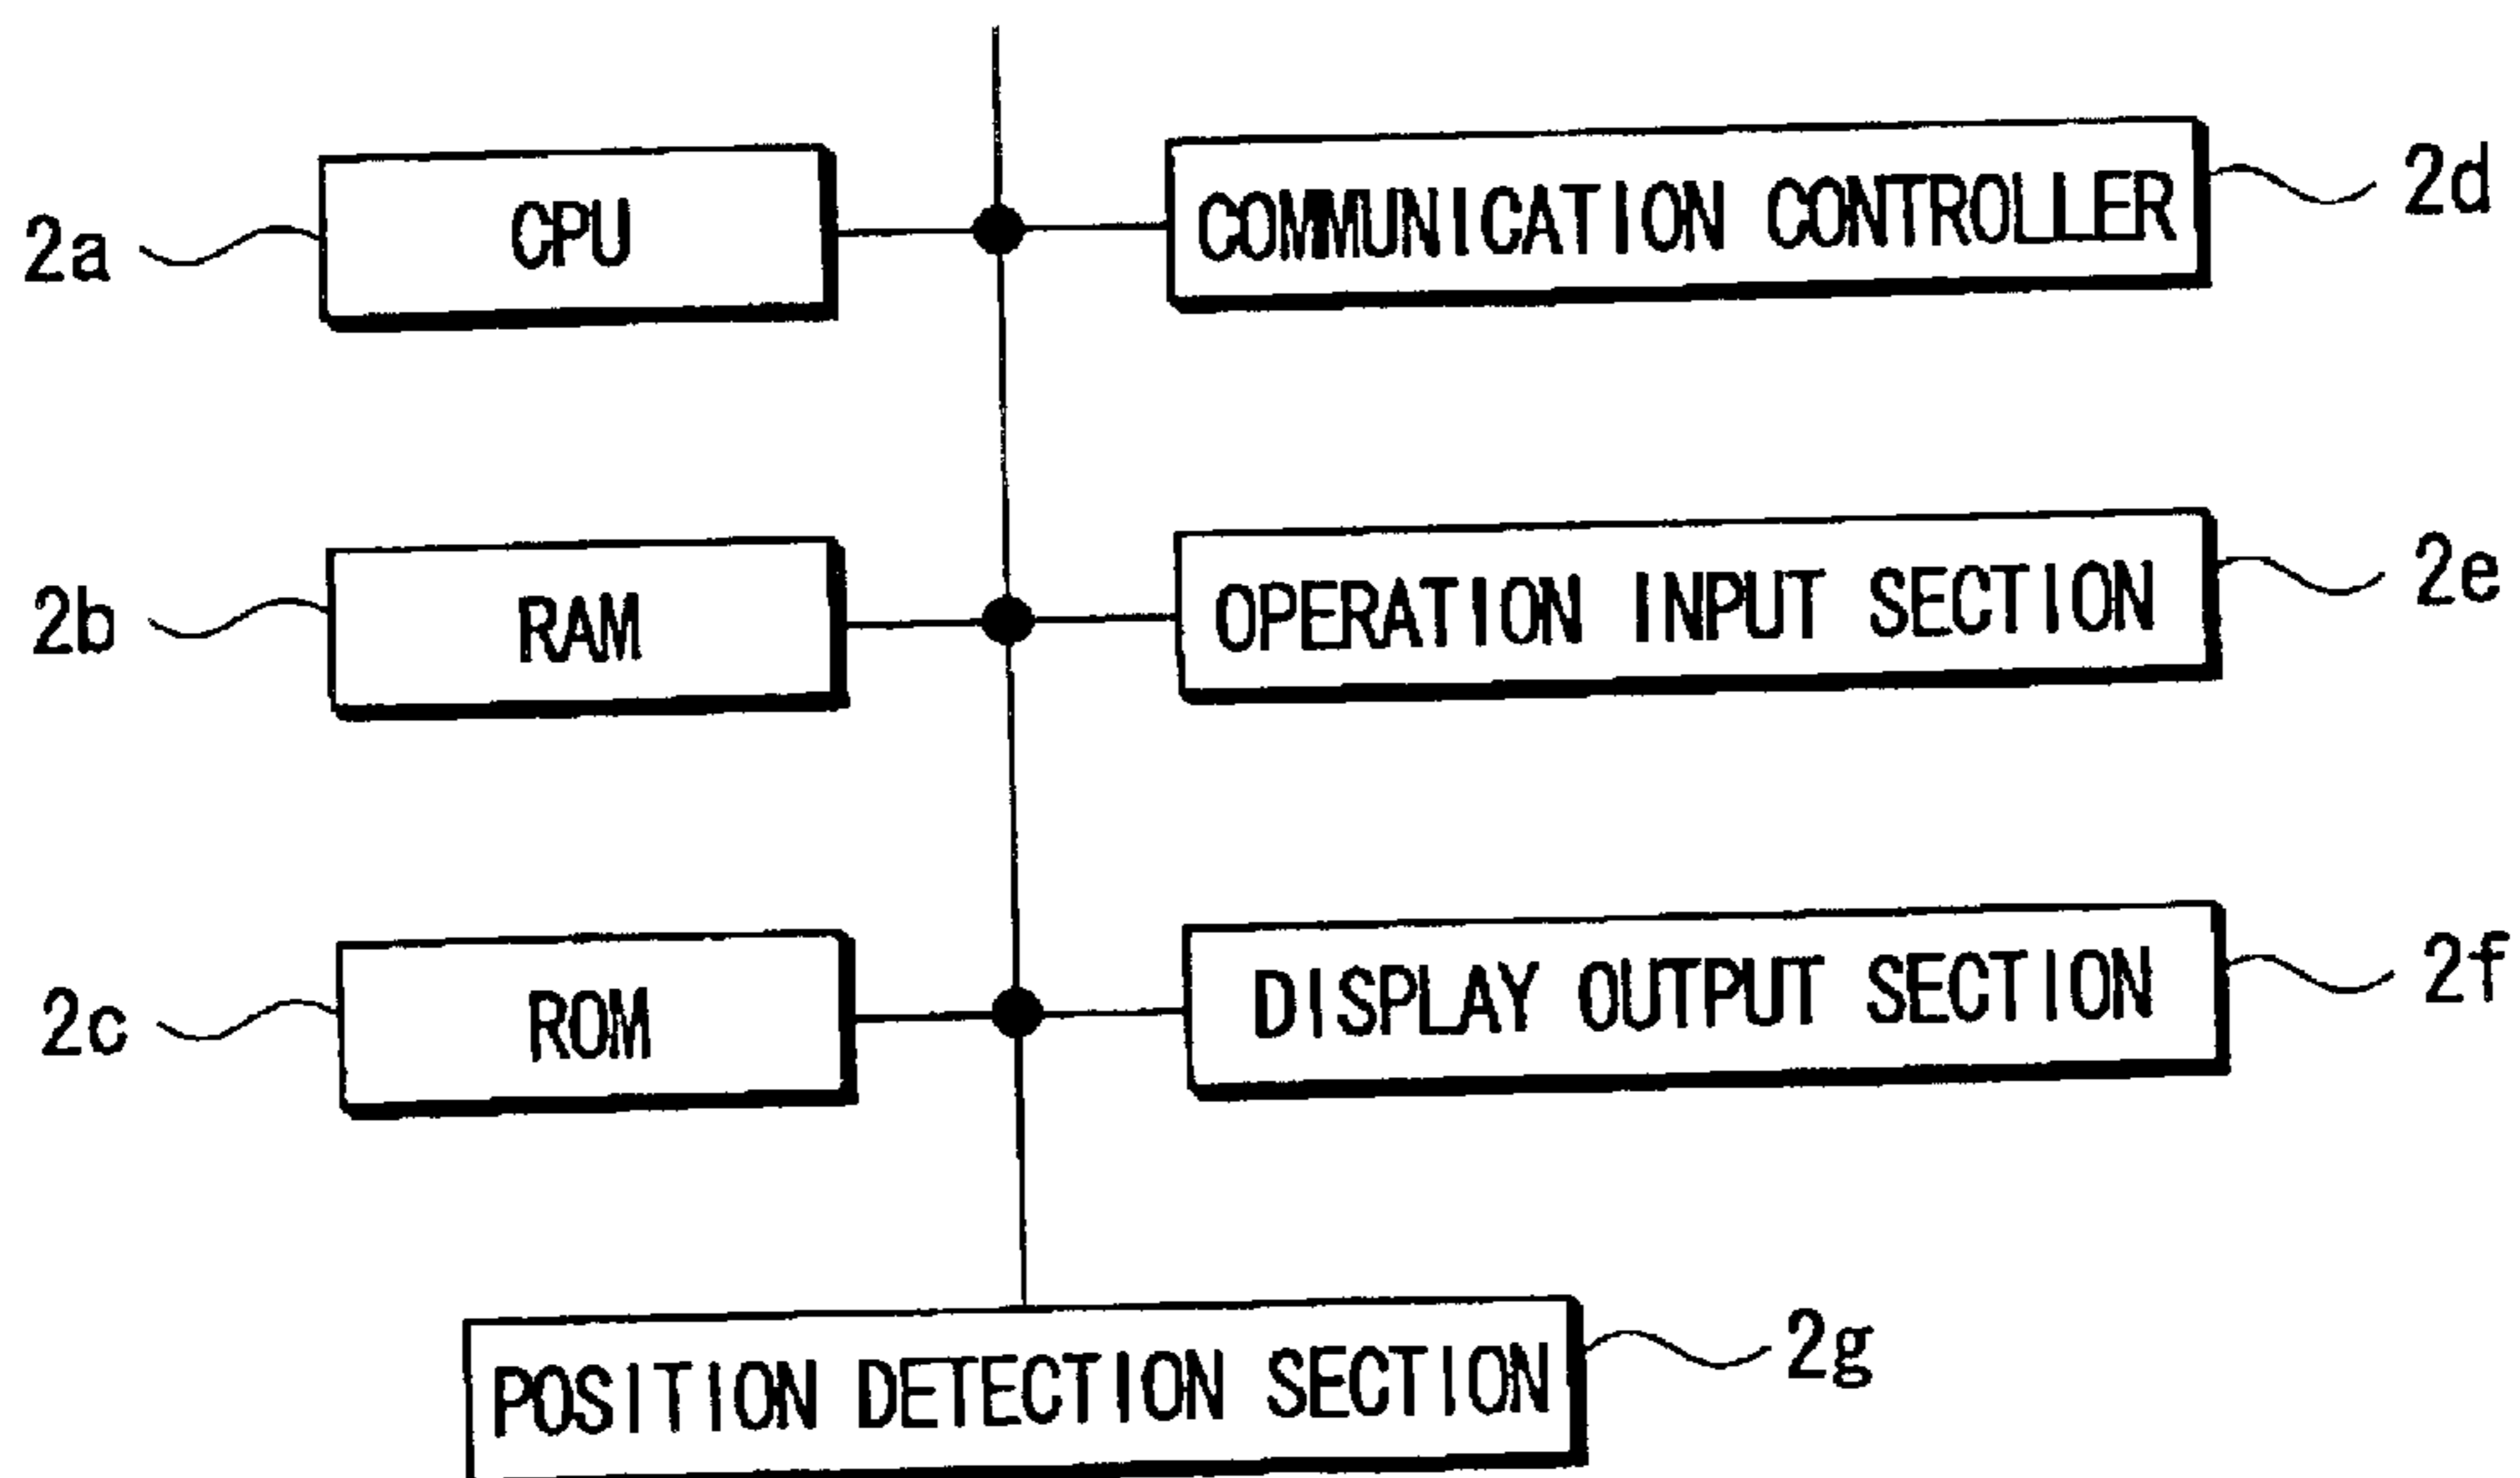 2a
CPU
COMMUNICATION CONTROLLER
2d
2b
RAM
OPERATION INPUT SECTION
2e
2c
ROM
DISPLAY OUTPUT SECTION
2f
POSITION DETECTION SECTION
2g